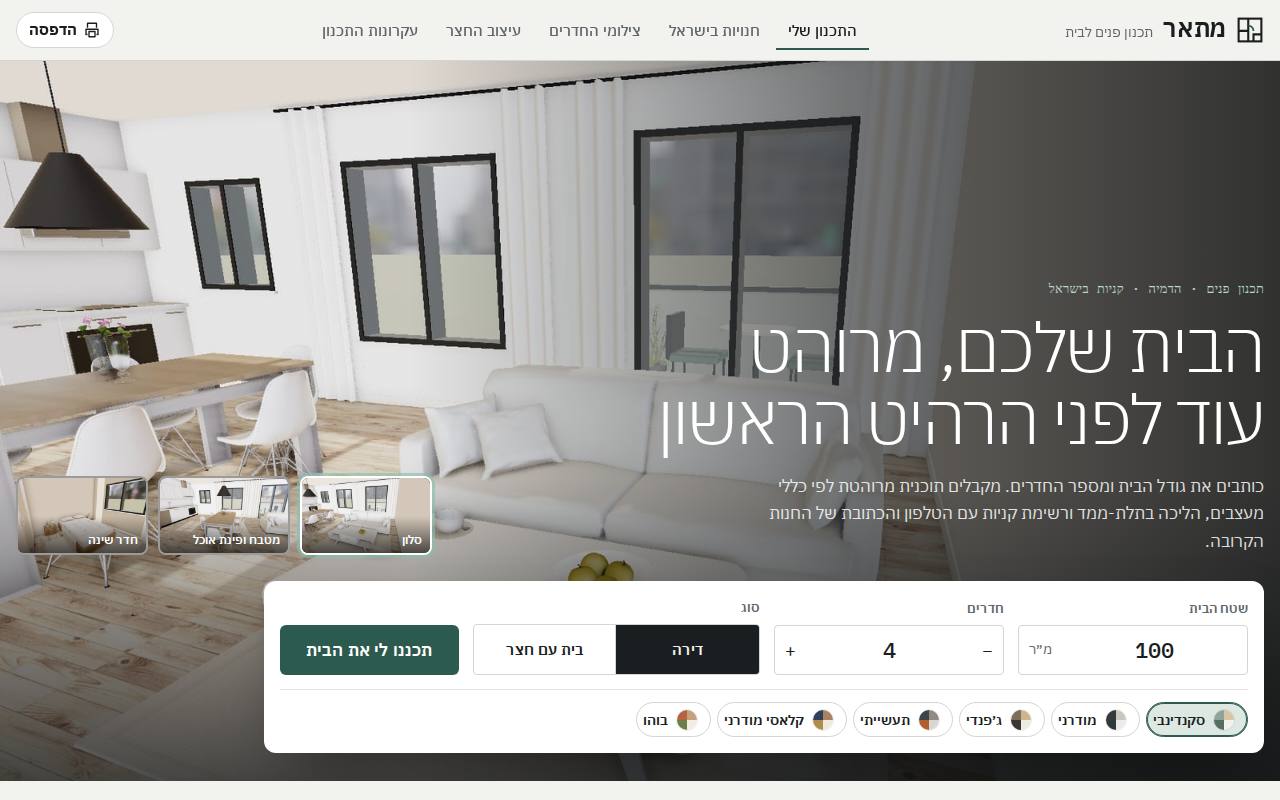 מתאר
תכנון פנים לבית
התכנון שלי
חנויות בישראל
צילומי החדרים
עיצוב החצר
עקרונות התכנון
הדפסה
תכנון פנים · הדמיה · קניות בישראל
הבית שלכם, מרוהט
עוד לפני הרהיט הראשון
כותבים את גודל הבית ומספר החדרים. מקבלים תוכנית מרוהטת לפי כללי
מעצבים, הליכה בתלת-ממד ורשימת קניות עם הטלפון והכתובת של החנות
הקרובה.
סלון
מטבח ופינת אוכל
חדר שינה
שטח הבית
100
מ״ר
חדרים
− 4 +
סוג
דירה
בית עם חצר
תכננו לי את הבית
סקנדינבי
מודרני
ג׳פנדי
תעשייתי
קלאסי מודרני
בוהו